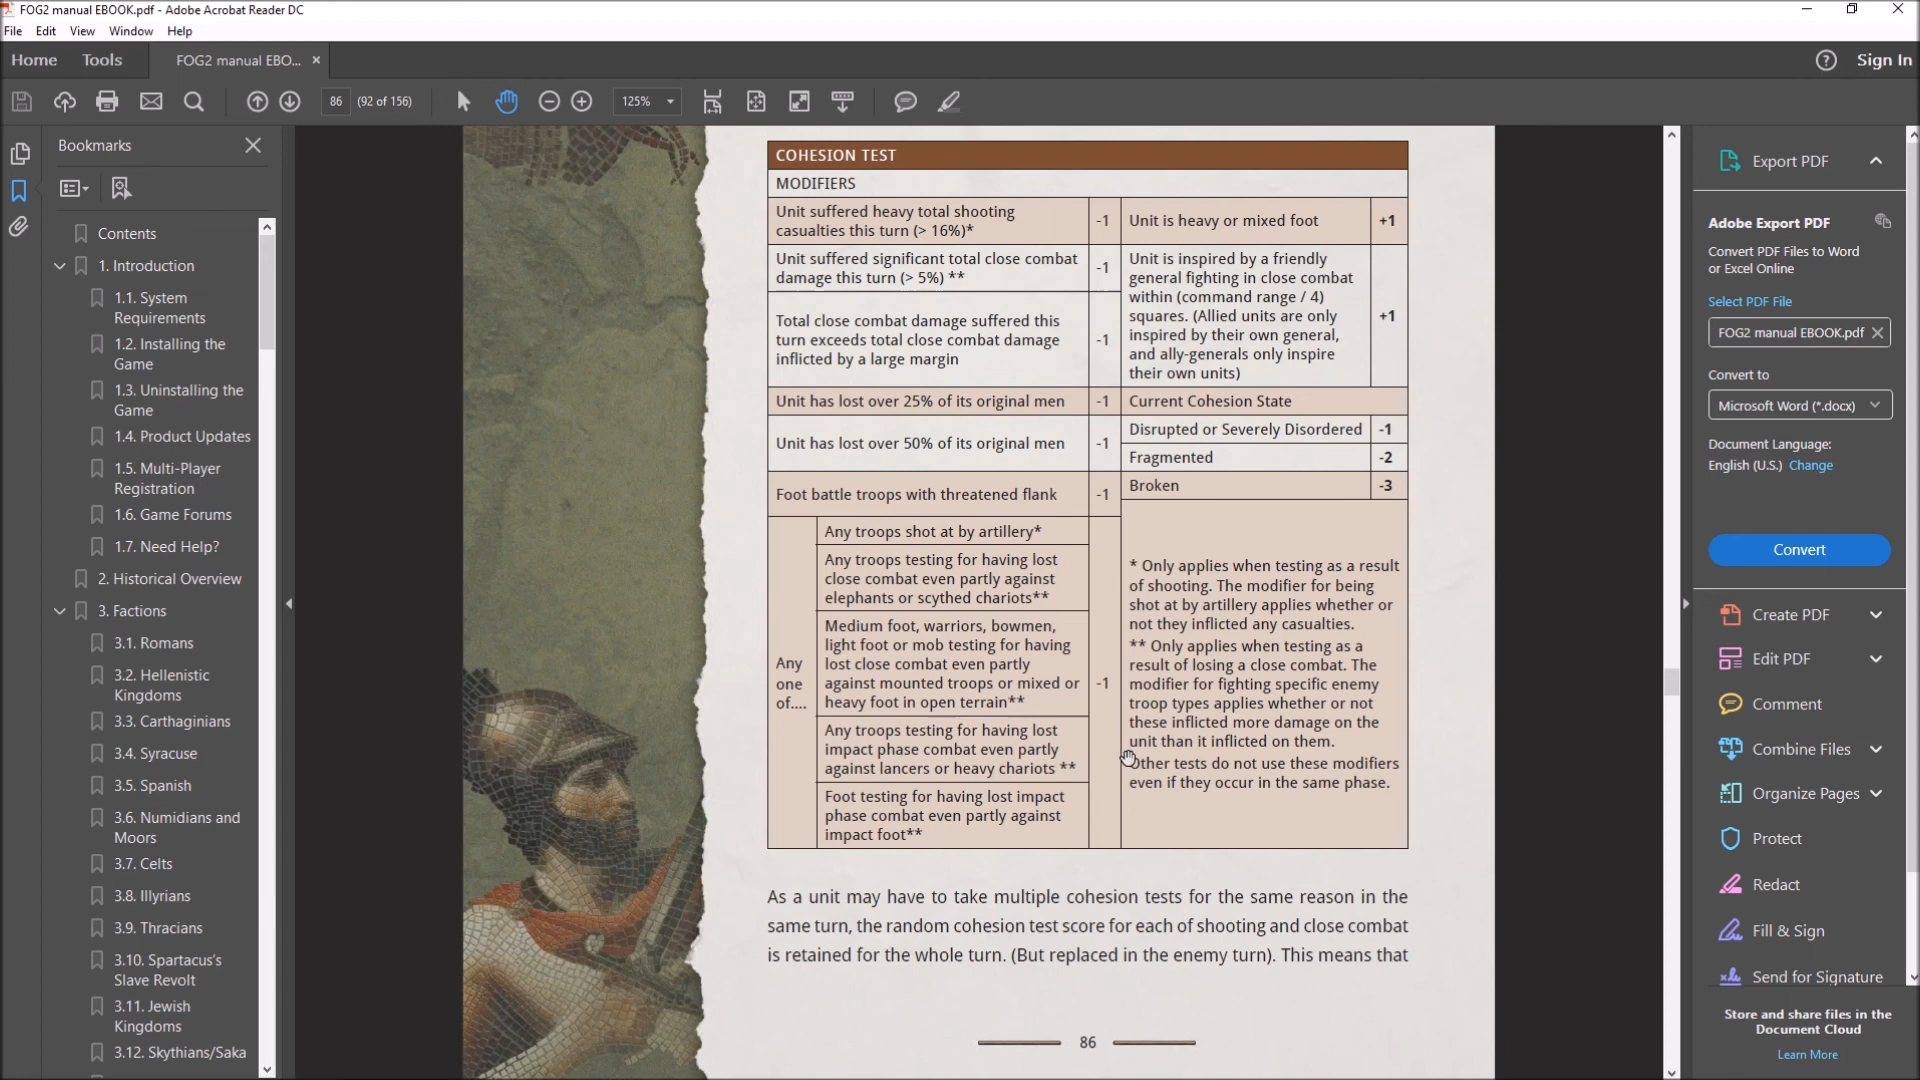 FOG2 manual EBOOK.pdf - Adobe Acrobat Reader DC
File Edit View Window Help
Home Tools FOG2 manual EBO... × Sign In
86 (92 of 156) 125%
Bookmarks
Contents
1. Introduction
1.1. System
Requirements
1.2. Installing the
Game
1.3. Uninstalling the
Game
1.4. Product Updates
1.5. Multi-Player
Registration
1.6. Game Forums
1.7. Need Help?
2. Historical Overview
3. Factions
3.1. Romans
3.2. Hellenistic
Kingdoms
3.3. Carthaginians
3.4. Syracuse
3.5. Spanish
3.6. Numidians and
Moors
3.7. Celts
3.8. Illyrians
3.9. Thracians
3.10. Spartacus's
Slave Revolt
3.11. Jewish
Kingdoms
3.12. Skythians/Saka
COHESION TEST
MODIFIERS
Unit suffered heavy total shooting
casualties this turn (> 16%)*
-1
Unit is heavy or mixed foot
+1
Unit suffered significant total close combat
damage this turn (> 5%) **
-1
Total close combat damage suffered this
turn exceeds total close combat damage
inflicted by a large margin
-1
Unit is inspired by a friendly
general fighting in close combat
within (command range / 4)
squares. (Allied units are only
inspired by their own general,
and ally-generals only inspire
their own units)
+1
Unit has lost over 25% of its original men
-1
Current Cohesion State
Unit has lost over 50% of its original men
-1
Disrupted or Severely Disordered
-1
Fragmented
-2
Foot battle troops with threatened flank
-1
Broken
-3
Any
one
of....
Any troops shot at by artillery*
Any troops testing for having lost
close combat even partly against
elephants or scythed chariots**
Medium foot, warriors, bowmen,
light foot or mob testing for having
lost close combat even partly
against mounted troops or mixed or
heavy foot in open terrain**
Any troops testing for having lost
impact phase combat even partly
against lancers or heavy chariots **
Foot testing for having lost impact
phase combat even partly against
impact foot**
-1
* Only applies when testing as a result
of shooting. The modifier for being
shot at by artillery applies whether or
not they inflicted any casualties.
** Only applies when testing as a
result of losing a close combat. The
modifier for fighting specific enemy
troop types applies whether or not
these inflicted more damage on the
unit than it inflicted on them.
Other tests do not use these modifiers
even if they occur in the same phase.
As a unit may have to take multiple cohesion tests for the same reason in the
same turn, the random cohesion test score for each of shooting and close combat
is retained for the whole turn. (But replaced in the enemy turn). This means that
86
Export PDF
Adobe Export PDF
Convert PDF Files to Word
or Excel Online
Select PDF File
FOG2 manual EBOOK.pdf
Convert to
Microsoft Word (*.docx)
Document Language:
English (U.S.) Change
Convert
Create PDF
Edit PDF
Comment
Combine Files
Organize Pages
Protect
Redact
Fill & Sign
Send for Signature
Store and share files in the
Document Cloud
Learn More